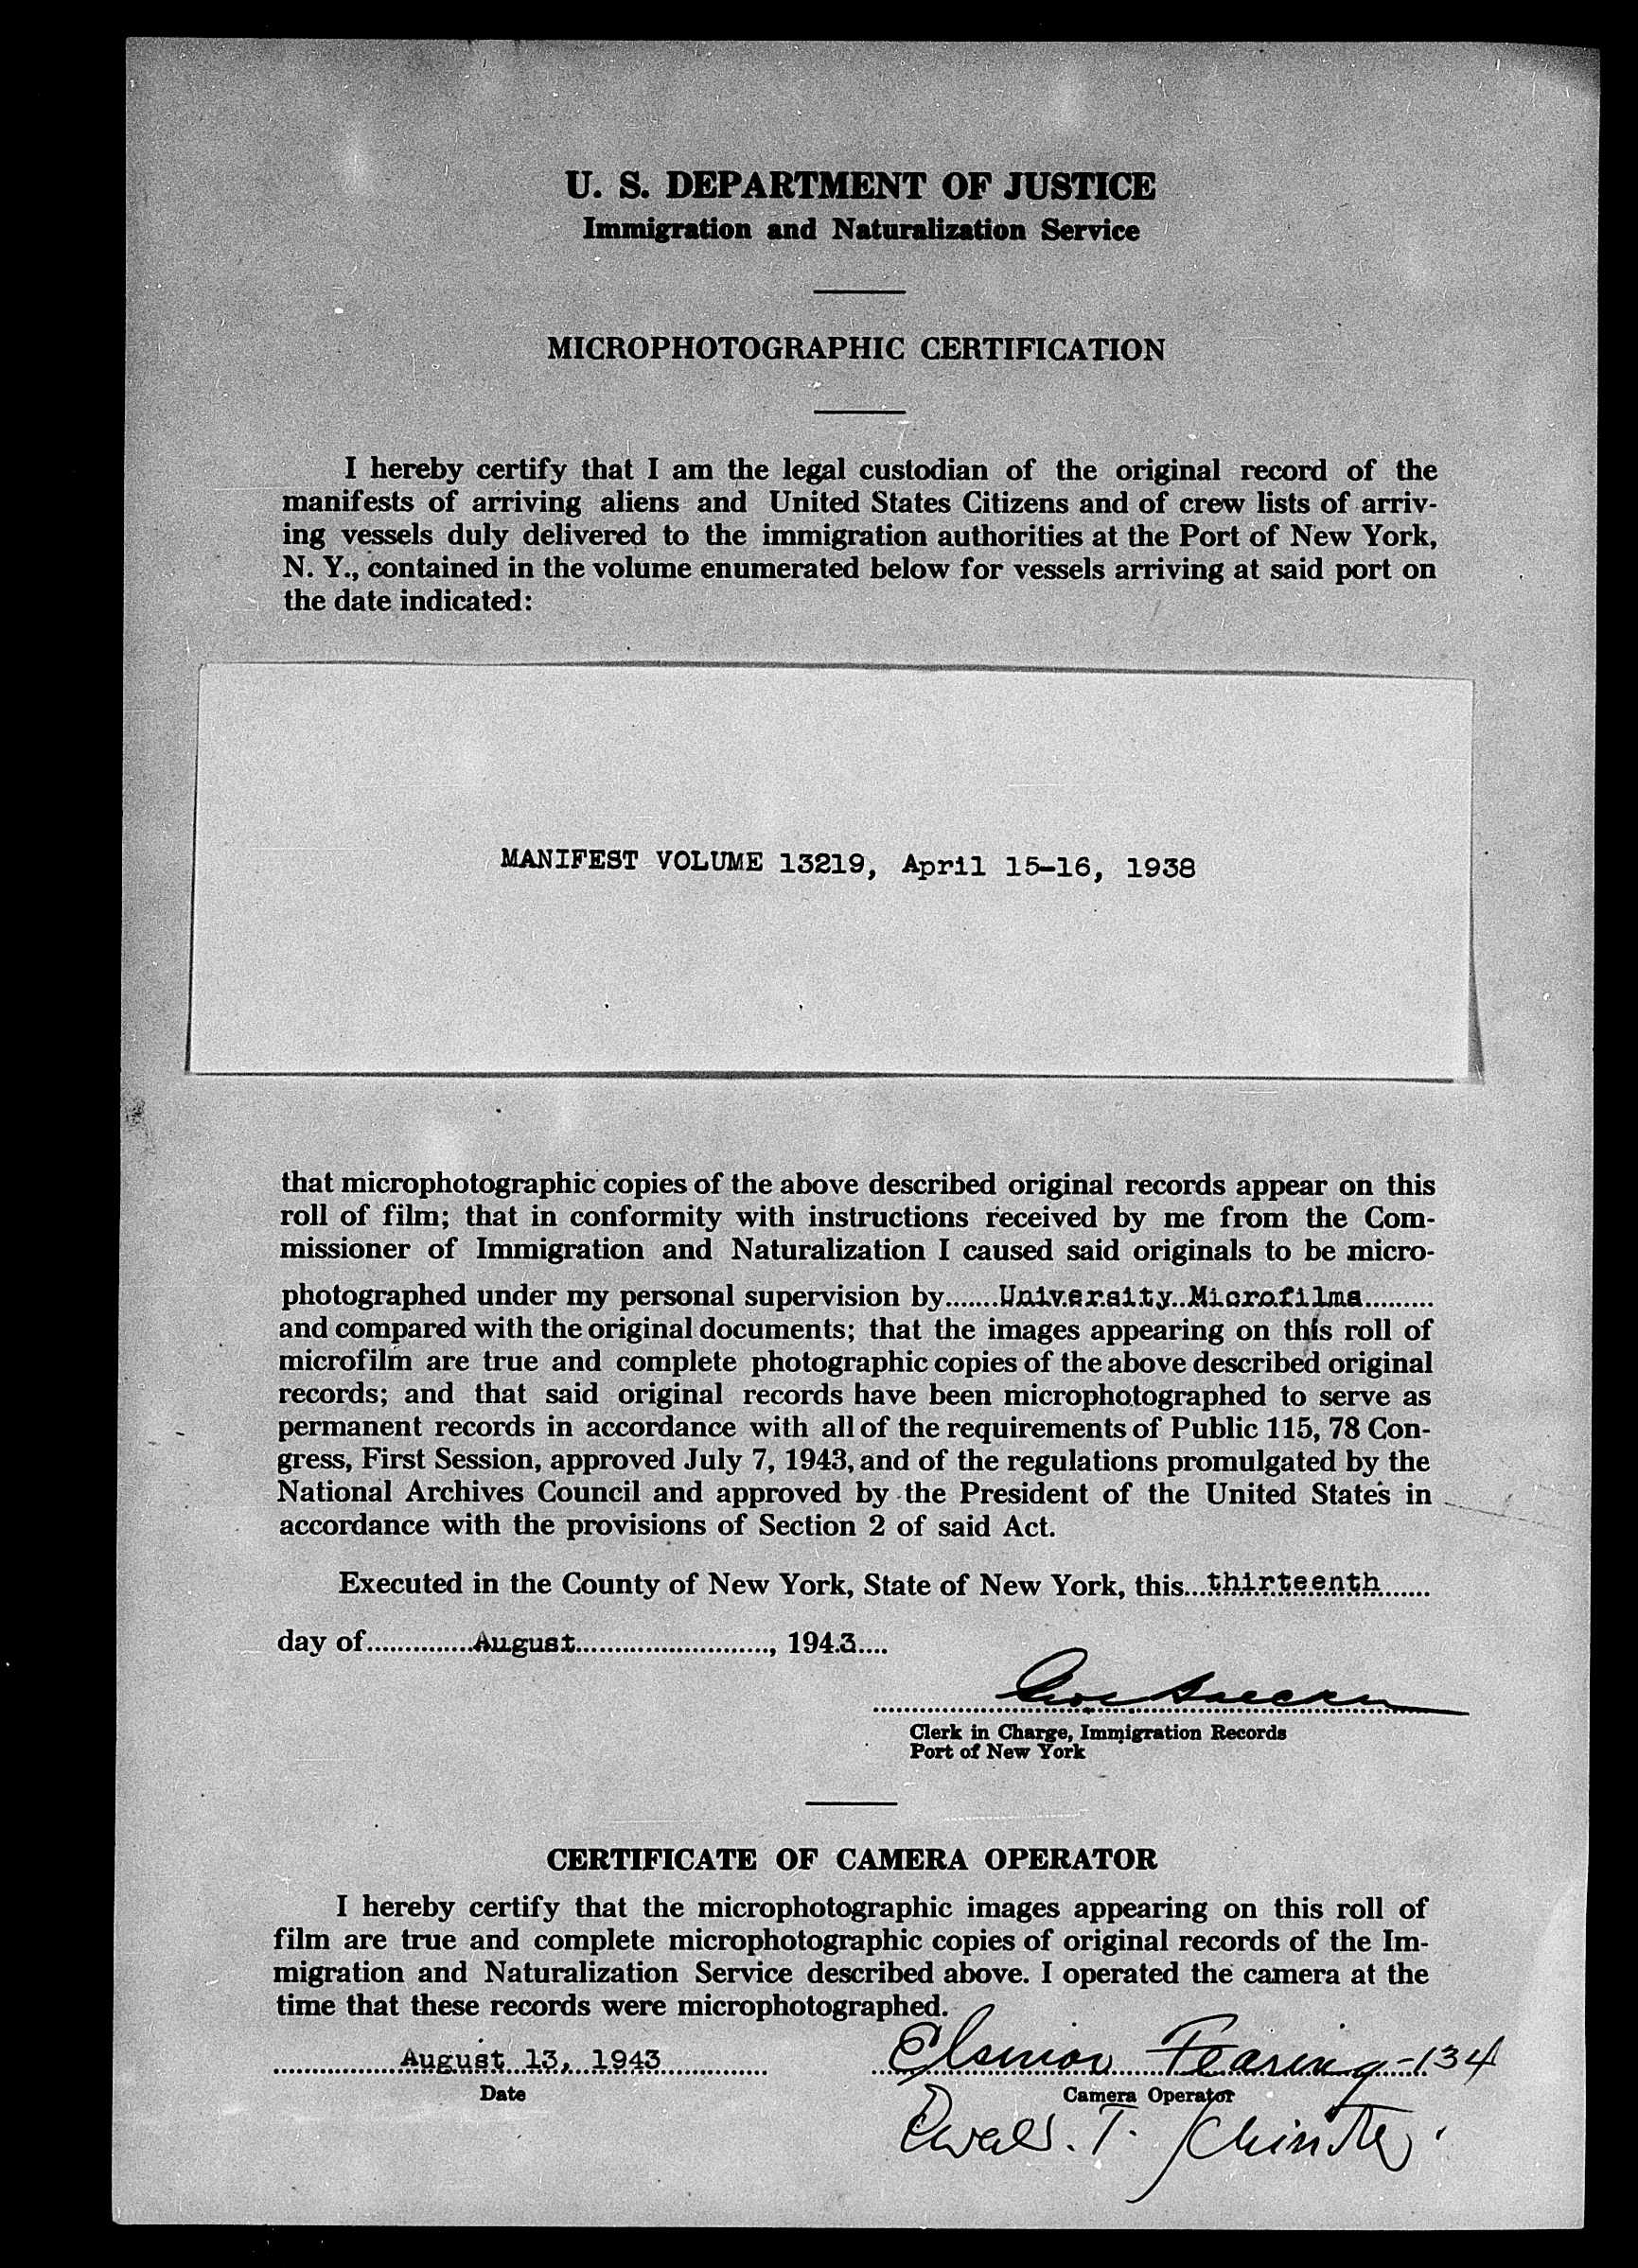 U. S. DEPARTMENT OF JUSTICE
Immigration and Naturalization Service
MICROPHOTOGRAPHIC CERTIFICATION
I hereby certify that I am the legal custodian of the original record of the
manifests of arriving aliens and United States Citizens and of crew lists of arriv-
ing vessels duly delivered to the immigration authorities at the Port of New York,
N. Y., contained in the volume enumerated below for vessels arriving at said port on
the date indicated:
MANIFEST VOLUME 13219, April 15-16, 1938
that microphotographic copies of the above described original records appear on this
roll of film; that in conformity with instructions received by me from the Com-
missioner of Immigration and Naturalization I caused said originals to be micro-
photographed under my personal supervision by.......University Microfilms.........
and compared with the original documents; that the images appearing on this roll of
microfilm are true and complete photographic copies of the above described original
records; and that said original records have been microphotographed to serve as
permanent records in accordance with all of the requirements of Public 115, 78 Con-
gress, First Session, approved July 7, 1943, and of the regulations promulgated by the
National Archives Council and approved by the President of the United States in
accordance with the provisions of Section 2 of said Act.
Executed in the County of New York, State of New York, this...thirteenth......
day of..............August........................., 1943....
Clerk in Charge, Immigration Records
Port of New York
CERTIFICATE OF CAMERA OPERATOR
I hereby certify that the microphotographic images appearing on this roll of
film are true and complete microphotographic copies of original records of the Im-
migration and Naturalization Service described above. I operated the camera at the
time that these records were microphotographed.
August 13, 1943 Fearing-134
Date Camera Operator
T.